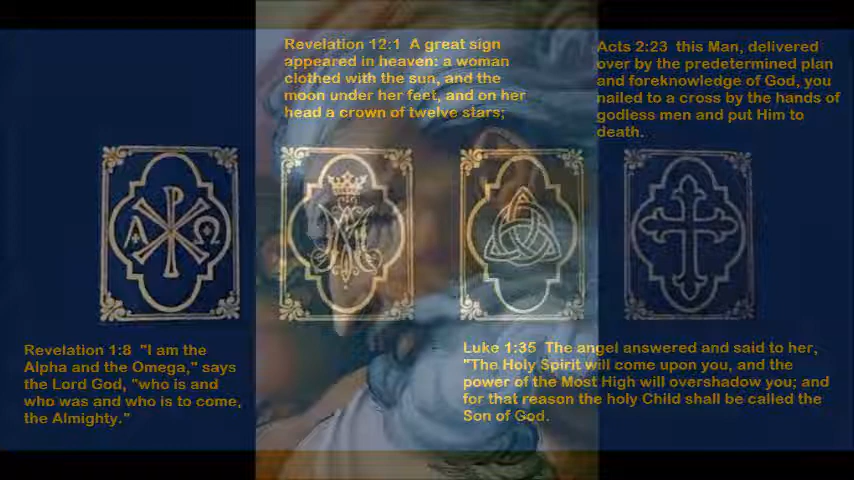 Revelation 12:1  A great sign
appeared in heaven: a woman
clothed with the sun, and the
moon under her feet, and on her
head a crown of twelve stars;
Acts 2:23  this Man, delivered
over by the predetermined plan
and foreknowledge of God, you
nailed to a cross by the hands of
godless men and put Him to
death.
Α Ω
Revelation 1:8  "I am the
Alpha and the Omega," says
the Lord God, "who is and
who was and who is to come,
the Almighty."
Luke 1:35  The angel answered and said to her,
"The Holy Spirit will come upon you, and the
power of the Most High will overshadow you; and
for that reason the holy Child shall be called the
Son of God.